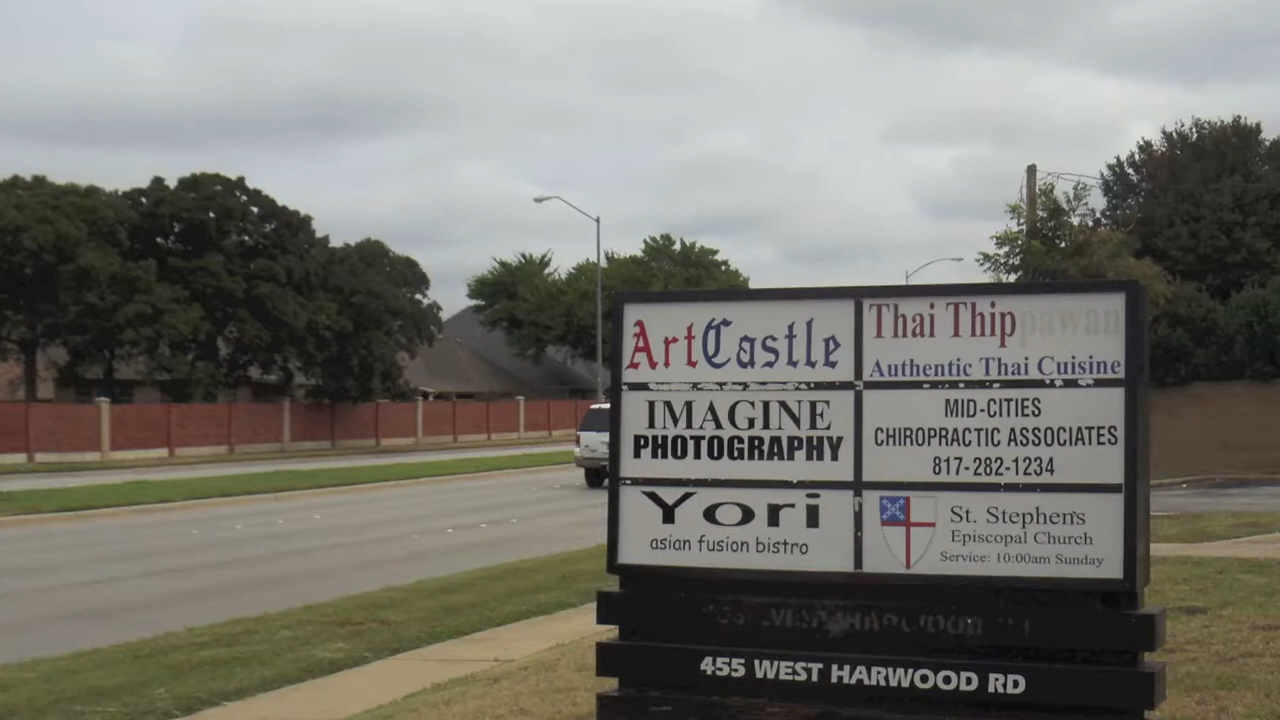 ArtCastle
Thai Thippawan
Authentic Thai Cuisine
IMAGINE
PHOTOGRAPHY
MID-CITIES
CHIROPRACTIC ASSOCIATES
817-282-1234
Yori
asian fusion bistro
St. Stephen's
Episcopal Church
Service: 10:00am Sunday
455 WEST HARWOOD RD